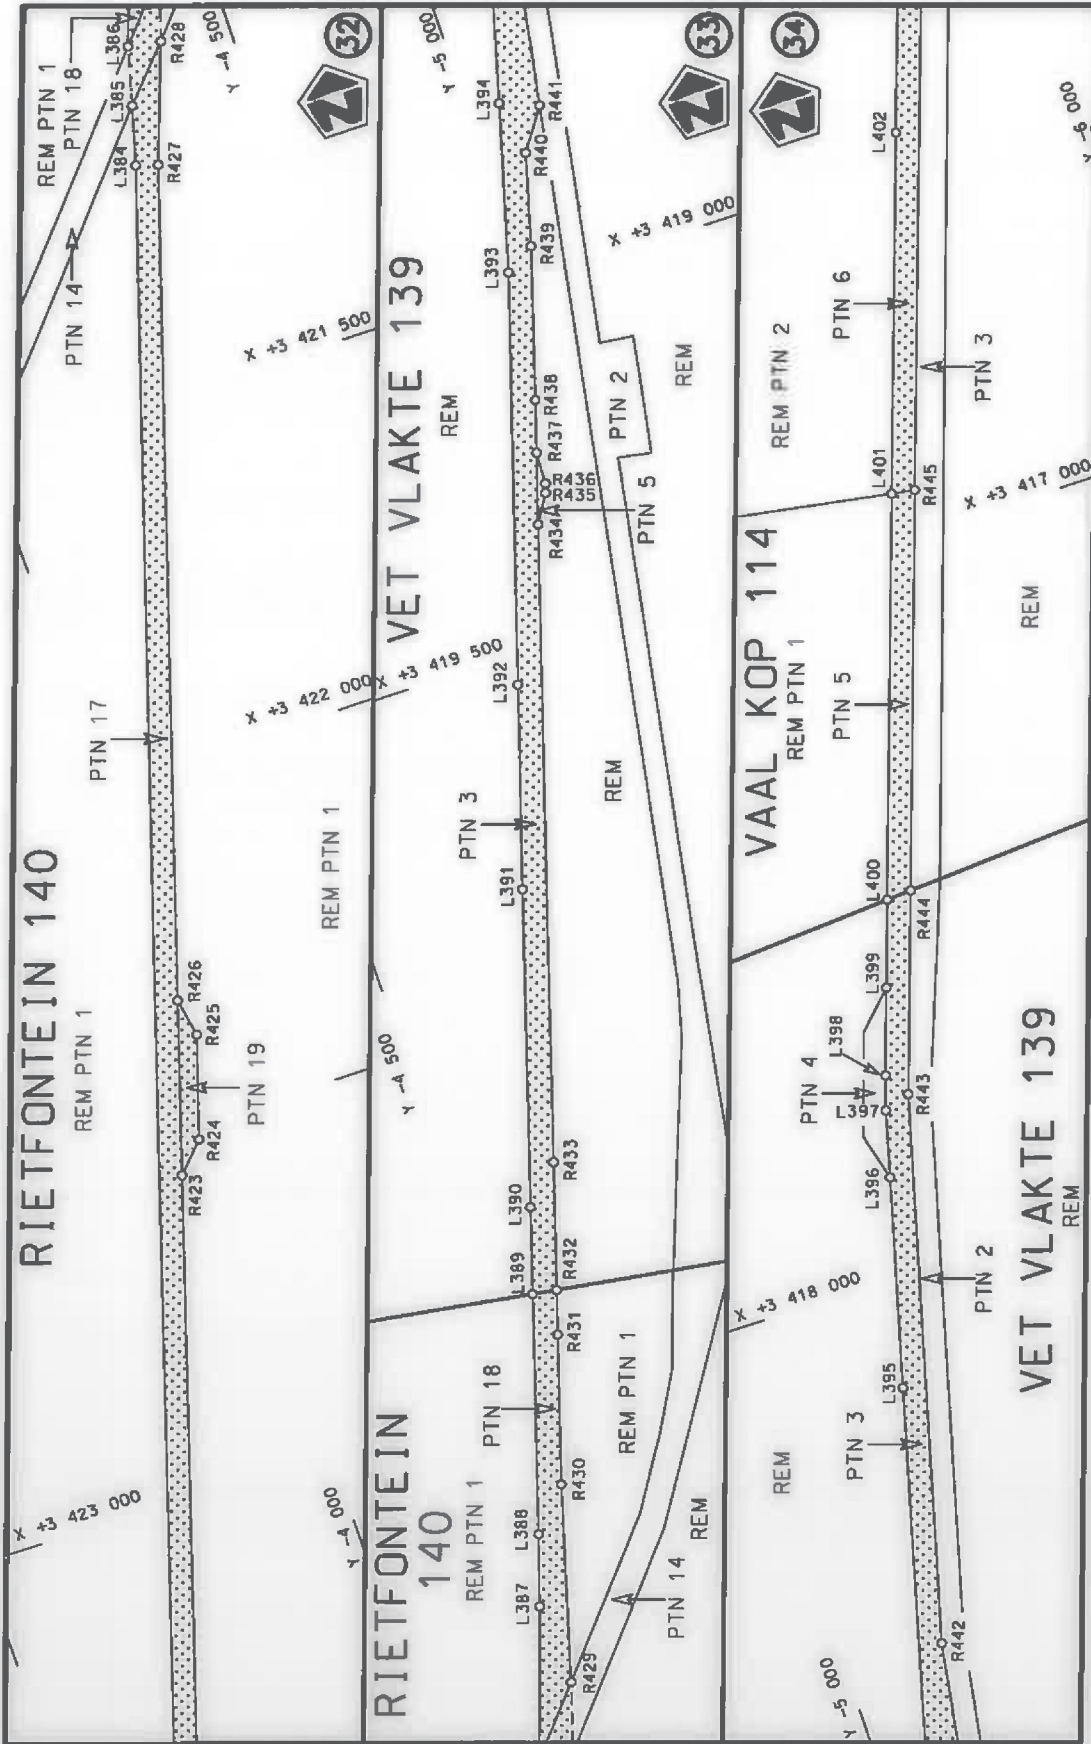 RIETFONTEIN 140
REM PTN 1
X +3 423 000
Y -4 000
R423
R424
R425
R426
PTN 19
REM PTN 1
PTN 17
X +3 422 000
X +3 421 500
PTN 14
REM PTN 1
PTN 18
L384
L385
L386
R427
R428
Y -4 500
32
RIETFONTEIN
140
REM PTN 1
L387
L388
R429
R430
PTN 14
REM
PTN 18
REM PTN 1
L389
R431
R432
L390
R433
Y -4 500
L391
PTN 3
L392
REM
X +3 419 500
VET VLAKTE 139
REM
R434A
R435
R436
R437
R438
PTN 5
PTN 2
REM
L393
R439
X +3 419 000
L394
R440
R441
Y -5 000
33
Y -5 000
R442
REM
PTN 3
L395
X +3 418 000
PTN 2
VET VLAKTE 139
REM
L396
L397
PTN 4
L398
L399
R443
L400
R444
VAAL KOP 114
REM PTN 1
PTN 5
REM
L401
R445
X +3 417 000
REM PTN 2
PTN 6
PTN 3
L402
Y -6 000
34